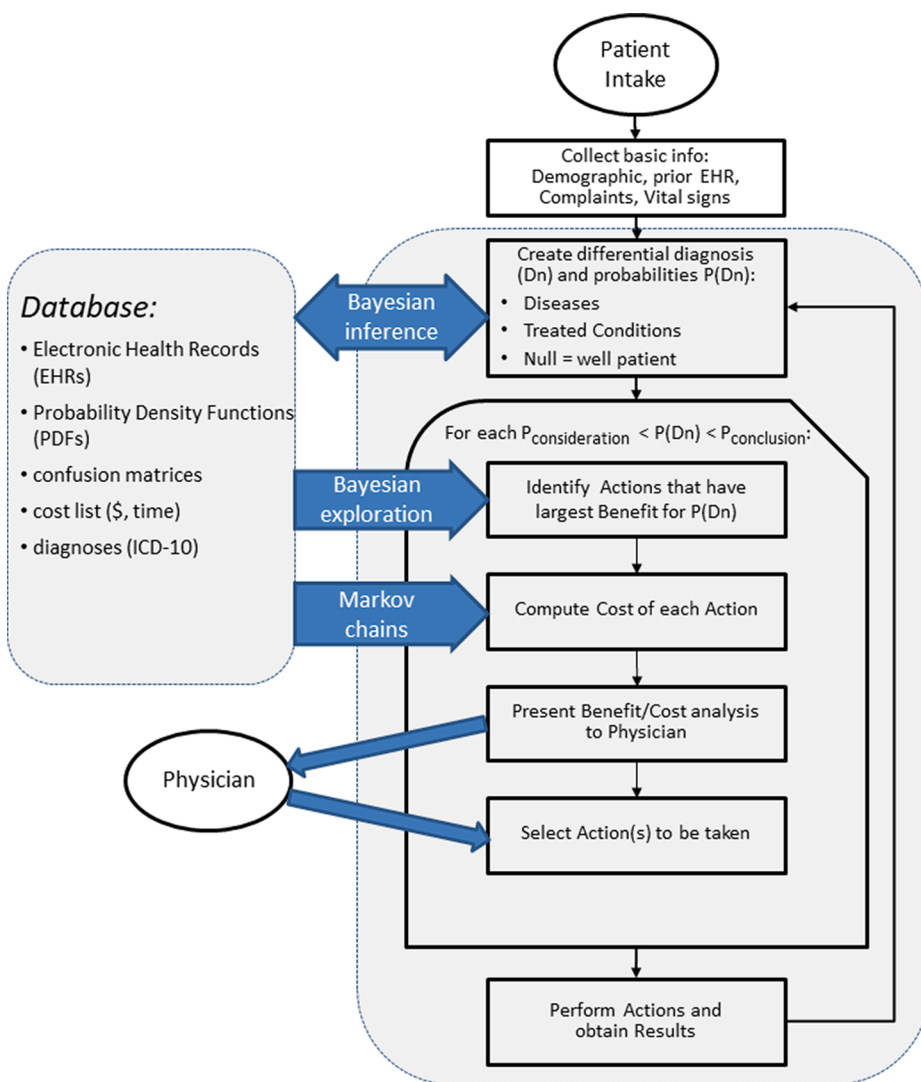 Patient
Intake
Collect basic info:
Demographic, prior EHR,
Complaints, Vital signs
Create differential diagnosis
(Dn) and probabilities P(Dn):
• Diseases
• Treated Conditions
• Null = well patient
Bayesian
inference
Database:
• Electronic Health Records
(EHRs)
• Probability Density Functions
(PDFs)
• confusion matrices
• cost list ($, time)
• diagnoses (ICD-10)
For each Pconsideration < P(Dn) < Pconclusion:
Bayesian
exploration
Identify Actions that have
largest Benefit for P(Dn)
Markov
chains
Compute Cost of each Action
Present Benefit/Cost analysis
to Physician
Physician
Select Action(s) to be taken
Perform Actions and
obtain Results